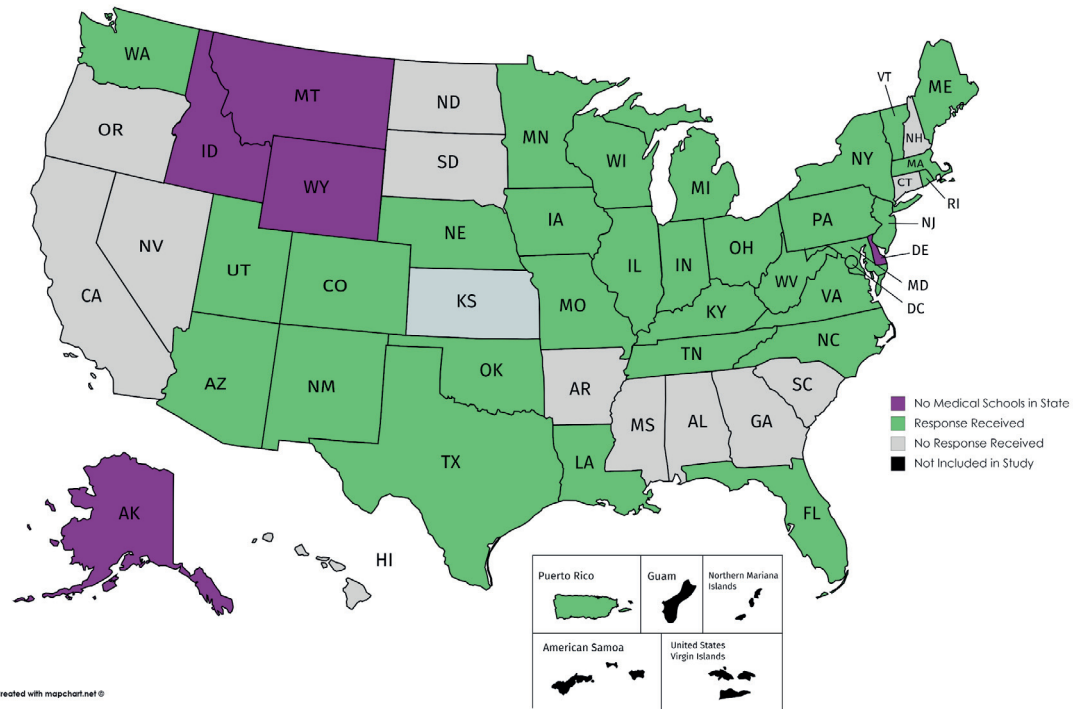 WA
MT
ND
MN
VT
ME
OR
ID
SD
WI
NY
NH
MA
WY
MI
CT
RI
IA
PA
NJ
NE
OH
DE
NV
UT
IL
IN
MD
CA
CO
WV
DC
KS
MO
VA
KY
NC
TN
AZ
NM
OK
AR
SC
No Medical Schools in State
Response Received
MS
AL
GA
No Response Received
TX
LA
Not Included in Study
AK
FL
HI
Puerto Rico
Guam
Northern Mariana
Islands
American Samoa
United States
Virgin Islands
reated with mapchart.net ©